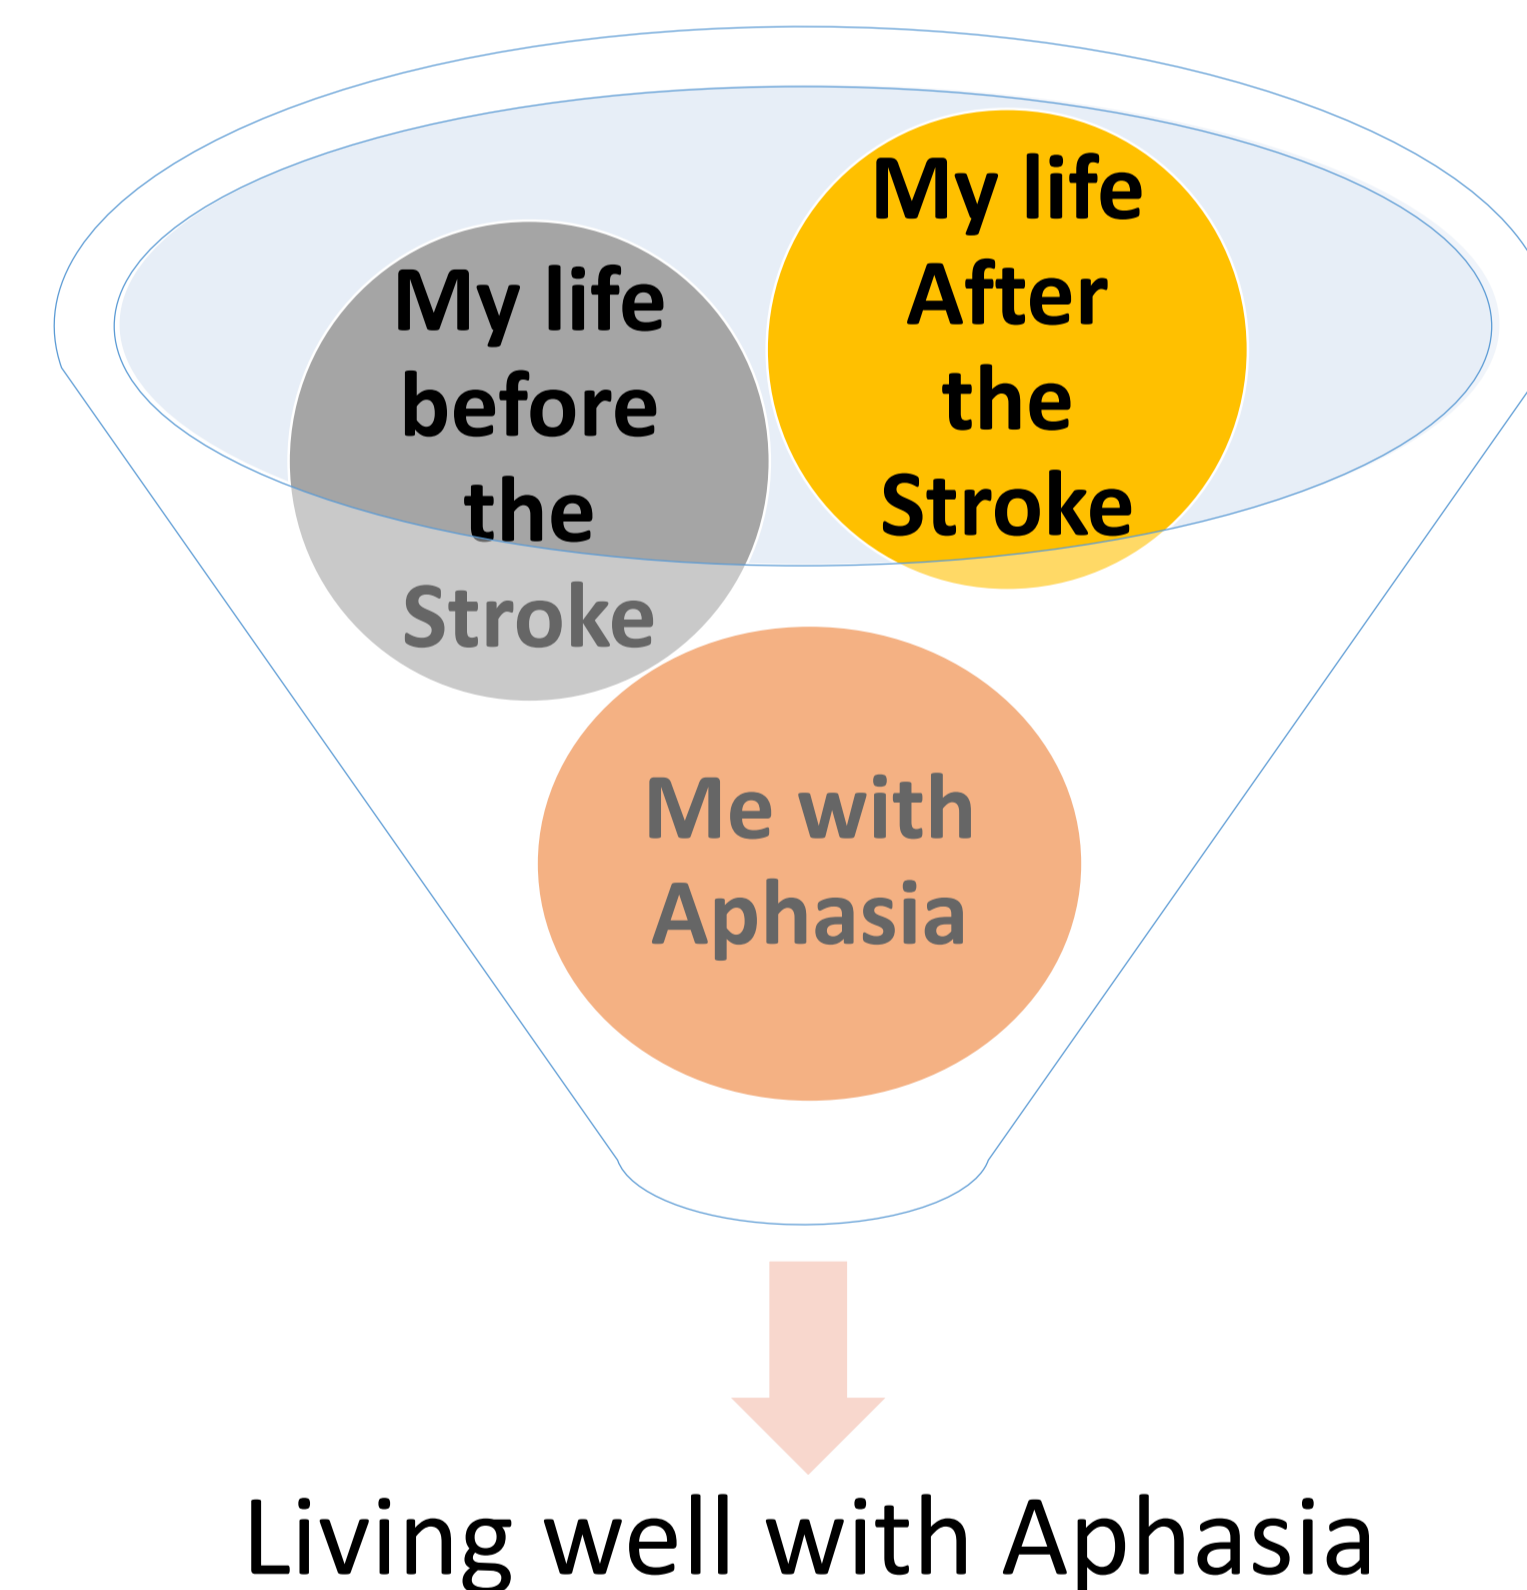 My life
before
the
Stroke
My life
After
the
Stroke
Me with
Aphasia
Living well with Aphasia